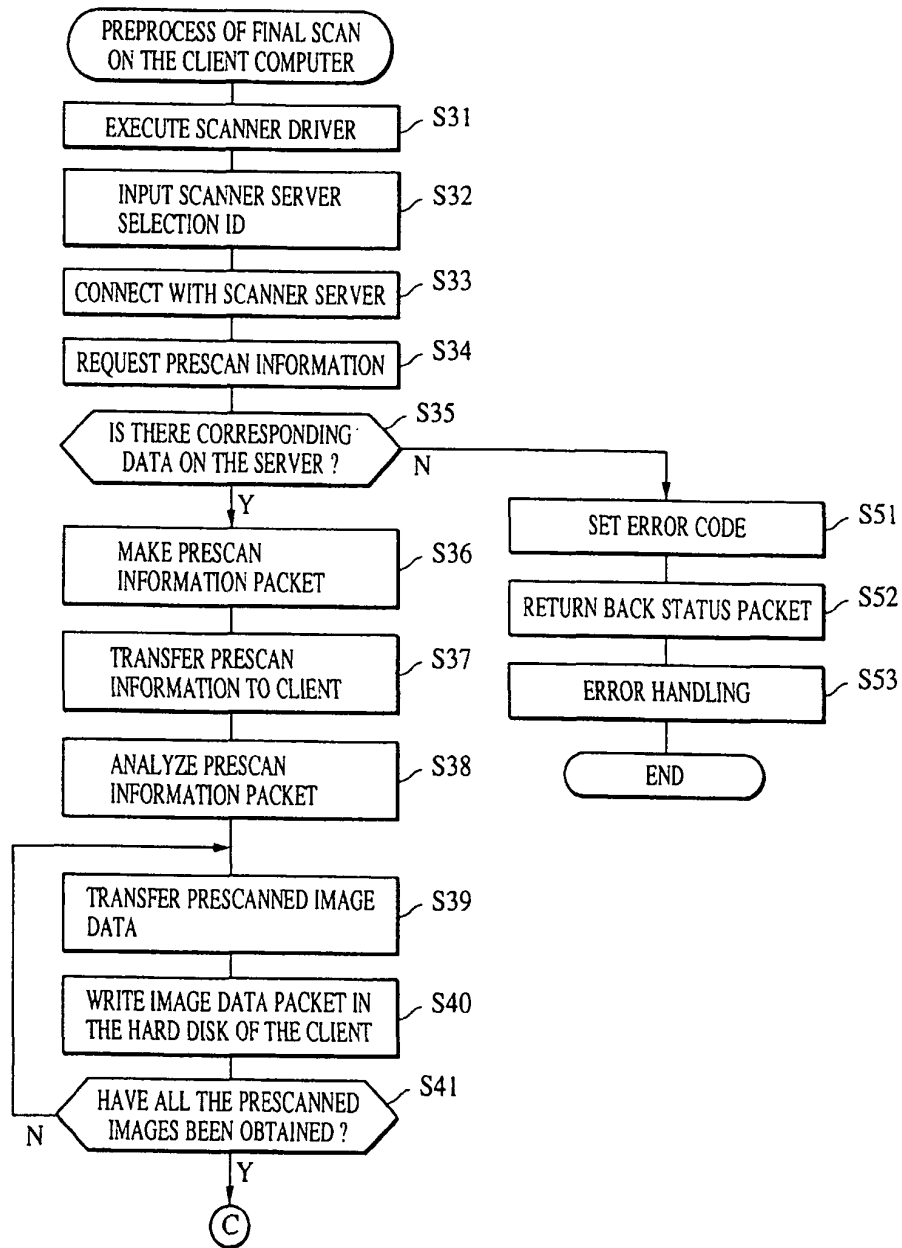 PREPROCESS OF FINAL SCAN
ON THE CLIENT COMPUTER
EXECUTE SCANNER DRIVER
S31
INPUT SCANNER SERVER
SELECTION ID
S32
CONNECT WITH SCANNER SERVER
S33
REQUEST PRESCAN INFORMATION
S34
IS THERE CORRESPONDING
DATA ON THE SERVER ?
S35
N
Y
MAKE PRESCAN
INFORMATION PACKET
S36
TRANSFER PRESCAN
INFORMATION TO CLIENT
S37
ANALYZE PRESCAN
INFORMATION PACKET
S38
TRANSFER PRESCANNED IMAGE
DATA
S39
WRITE IMAGE DATA PACKET IN
THE HARD DISK OF THE CLIENT
S40
HAVE ALL THE PRESCANNED
IMAGES BEEN OBTAINED ?
S41
N
Y
C
SET ERROR CODE
S51
RETURN BACK STATUS PACKET
S52
ERROR HANDLING
S53
END